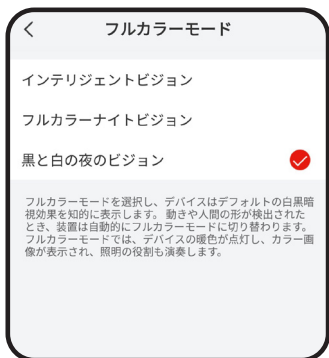 フルカラーモード
インテリジェントビジョン
フルカラーナイトビジョン
黒と白の夜のビジョン
フルカラーモードを選択し、デバイスはデフォルトの白黒暗
視効果を知的に表示します。動きや人間の形が検出された
とき、装置は自動的にフルカラーモードに切り替わります。
フルカラーモードでは、デバイスの暖色が点灯し、カラー画
像が表示され、照明の役割も演奏します。